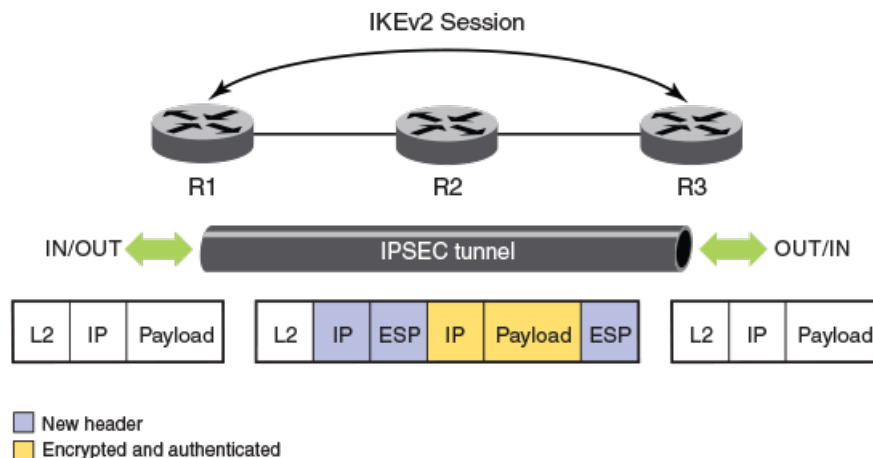 IKEv2 Session
R1 R2 R3
IN/OUT IPSEC tunnel OUT/IN
L2 IP Payload L2 IP ESP IP Payload ESP L2 IP Payload
New header
Encrypted and authenticated